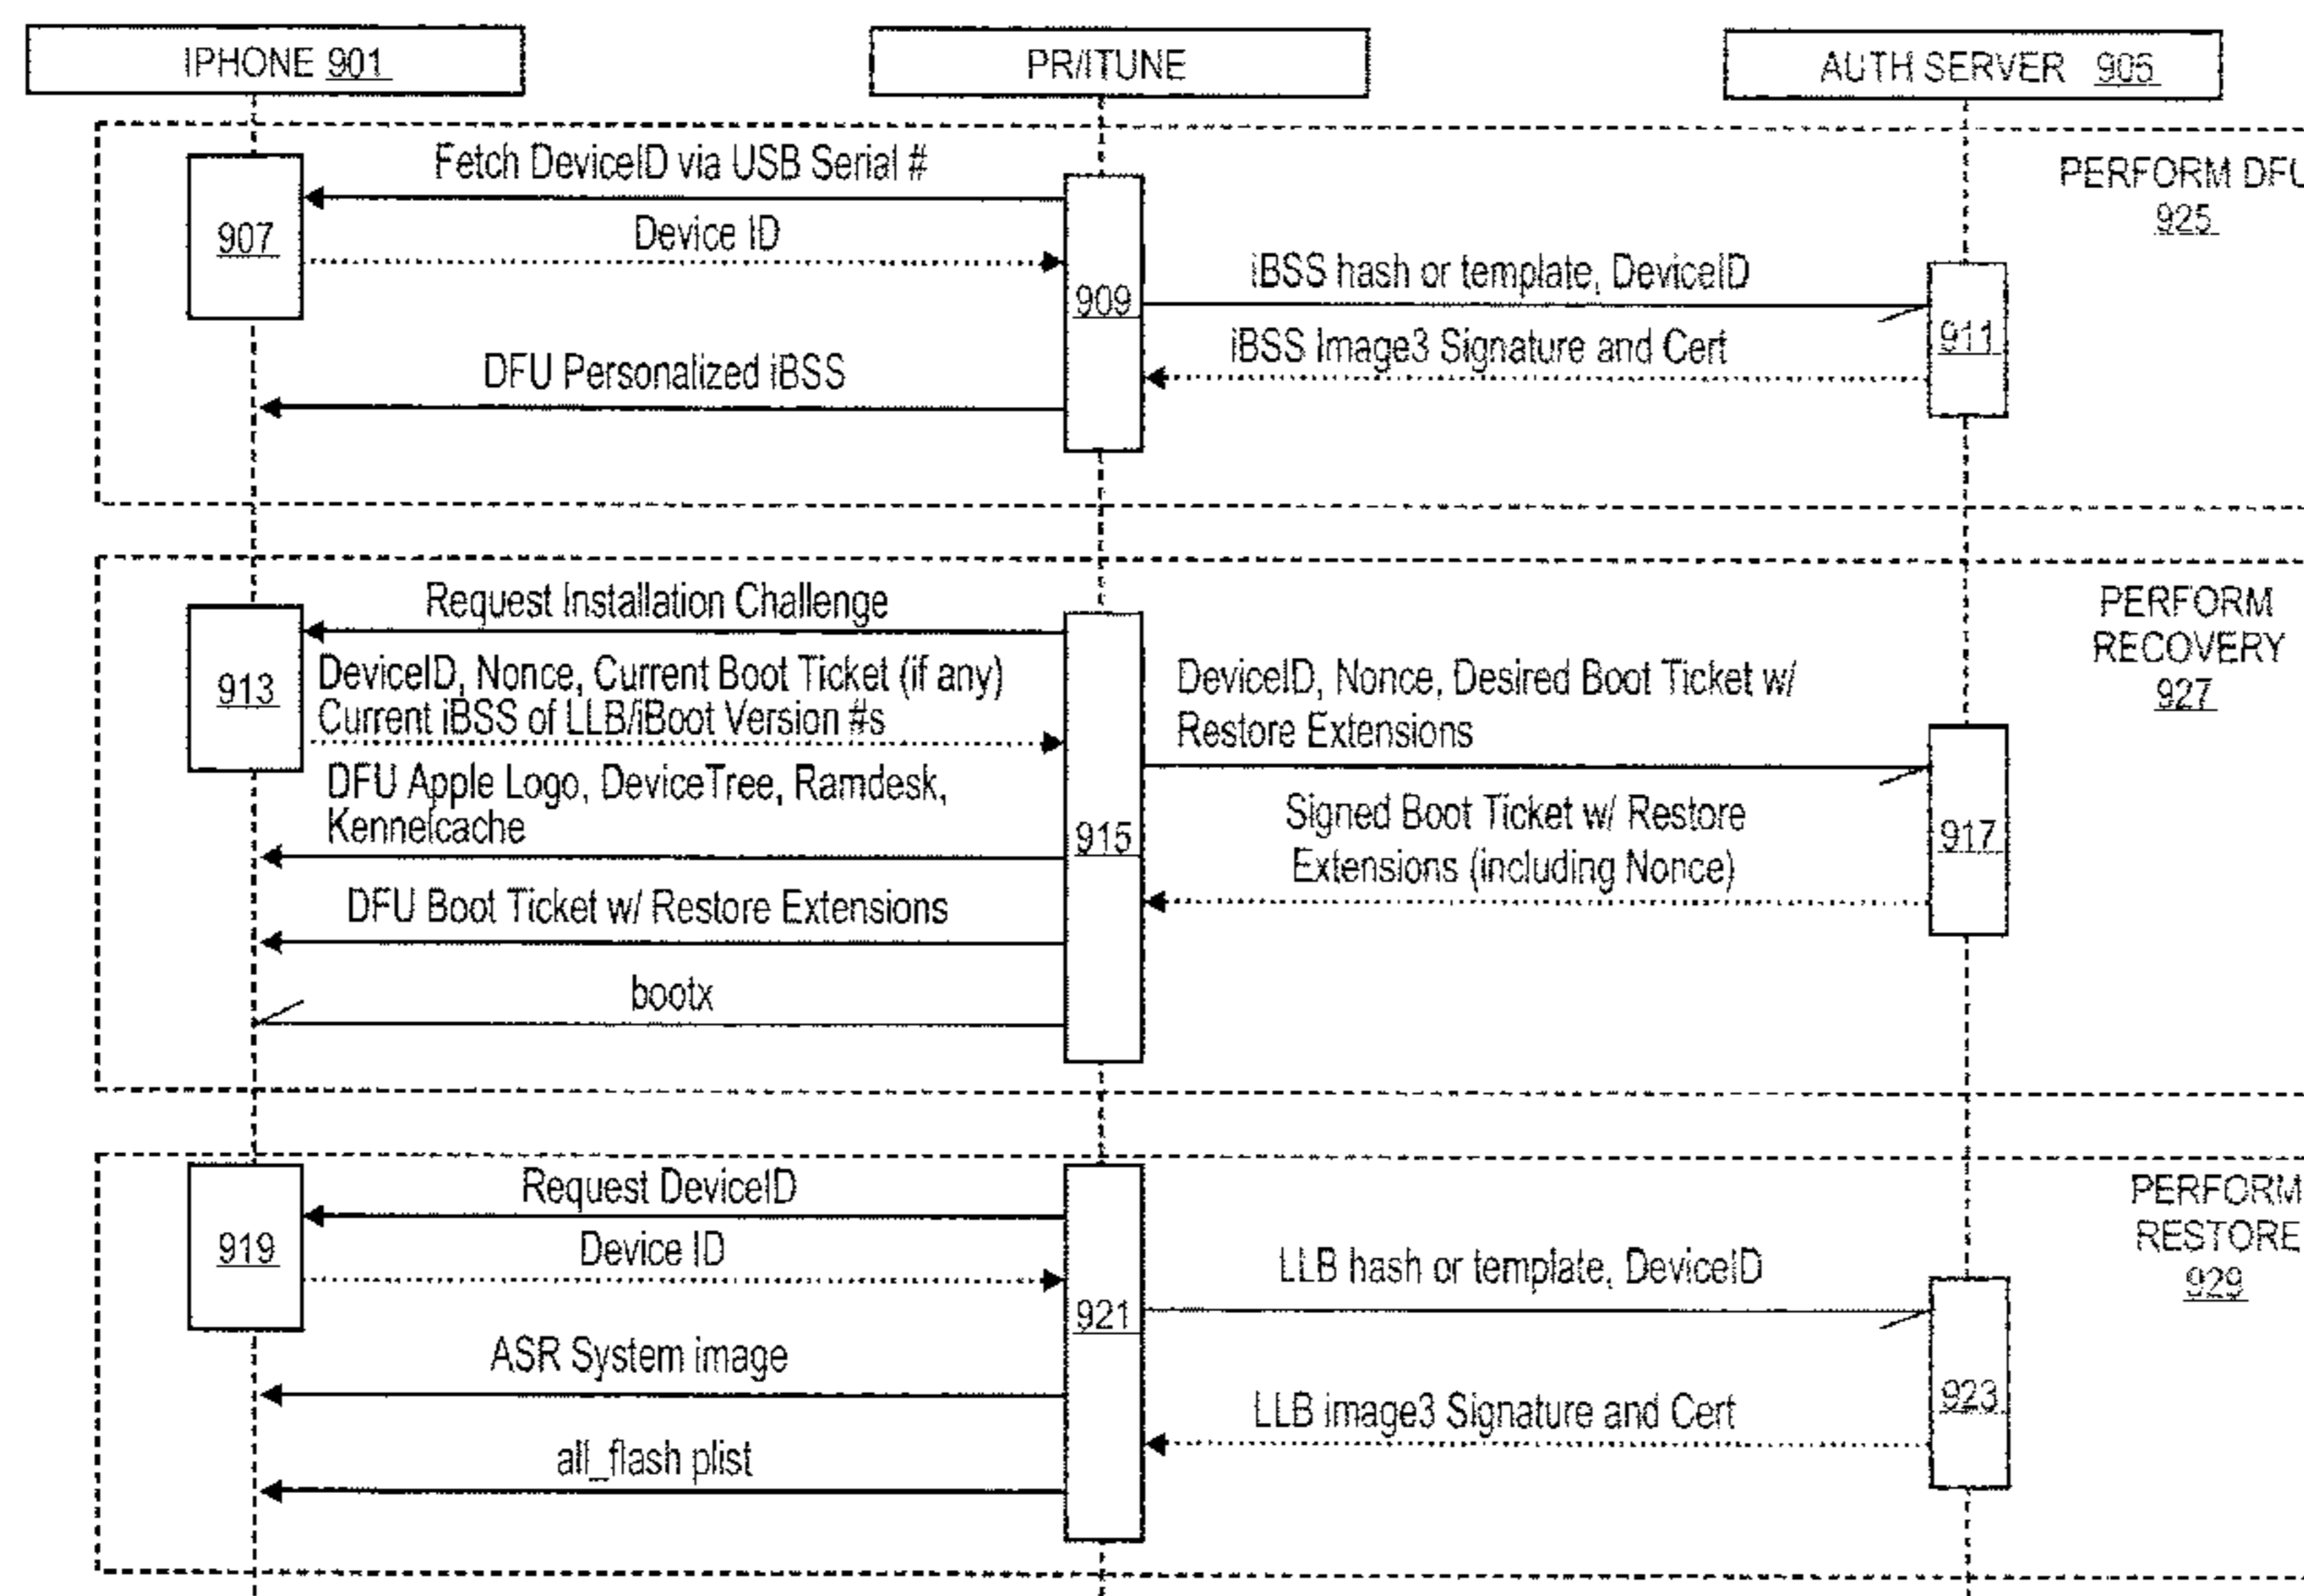 IPHONE 901
PR/ITUNE
AUTH SERVER 905
Fetch DeviceID via USB Serial #
PERFORM DFU
925
907
Device ID
iBSS hash or template, DeviceID
909
911
iBSS Image3 Signature and Cert
DFU Personalized iBSS
Request Installation Challenge
PERFORM
RECOVERY
927
913
DeviceID, Nonce, Current Boot Ticket (if any)
Current iBSS of LLB/iBoot Version #s
DeviceID, Nonce, Desired Boot Ticket w/
Restore Extensions
DFU Apple Logo, DeviceTree, Ramdesk,
Kennelcache
915
Signed Boot Ticket w/ Restore
Extensions (including Nonce)
917
DFU Boot Ticket w/ Restore Extensions
bootx
Request DeviceID
PERFORM
RESTORE
929
919
Device ID
LLB hash or template, DeviceID
921
ASR System image
923
LLB image3 Signature and Cert
all_flash plist